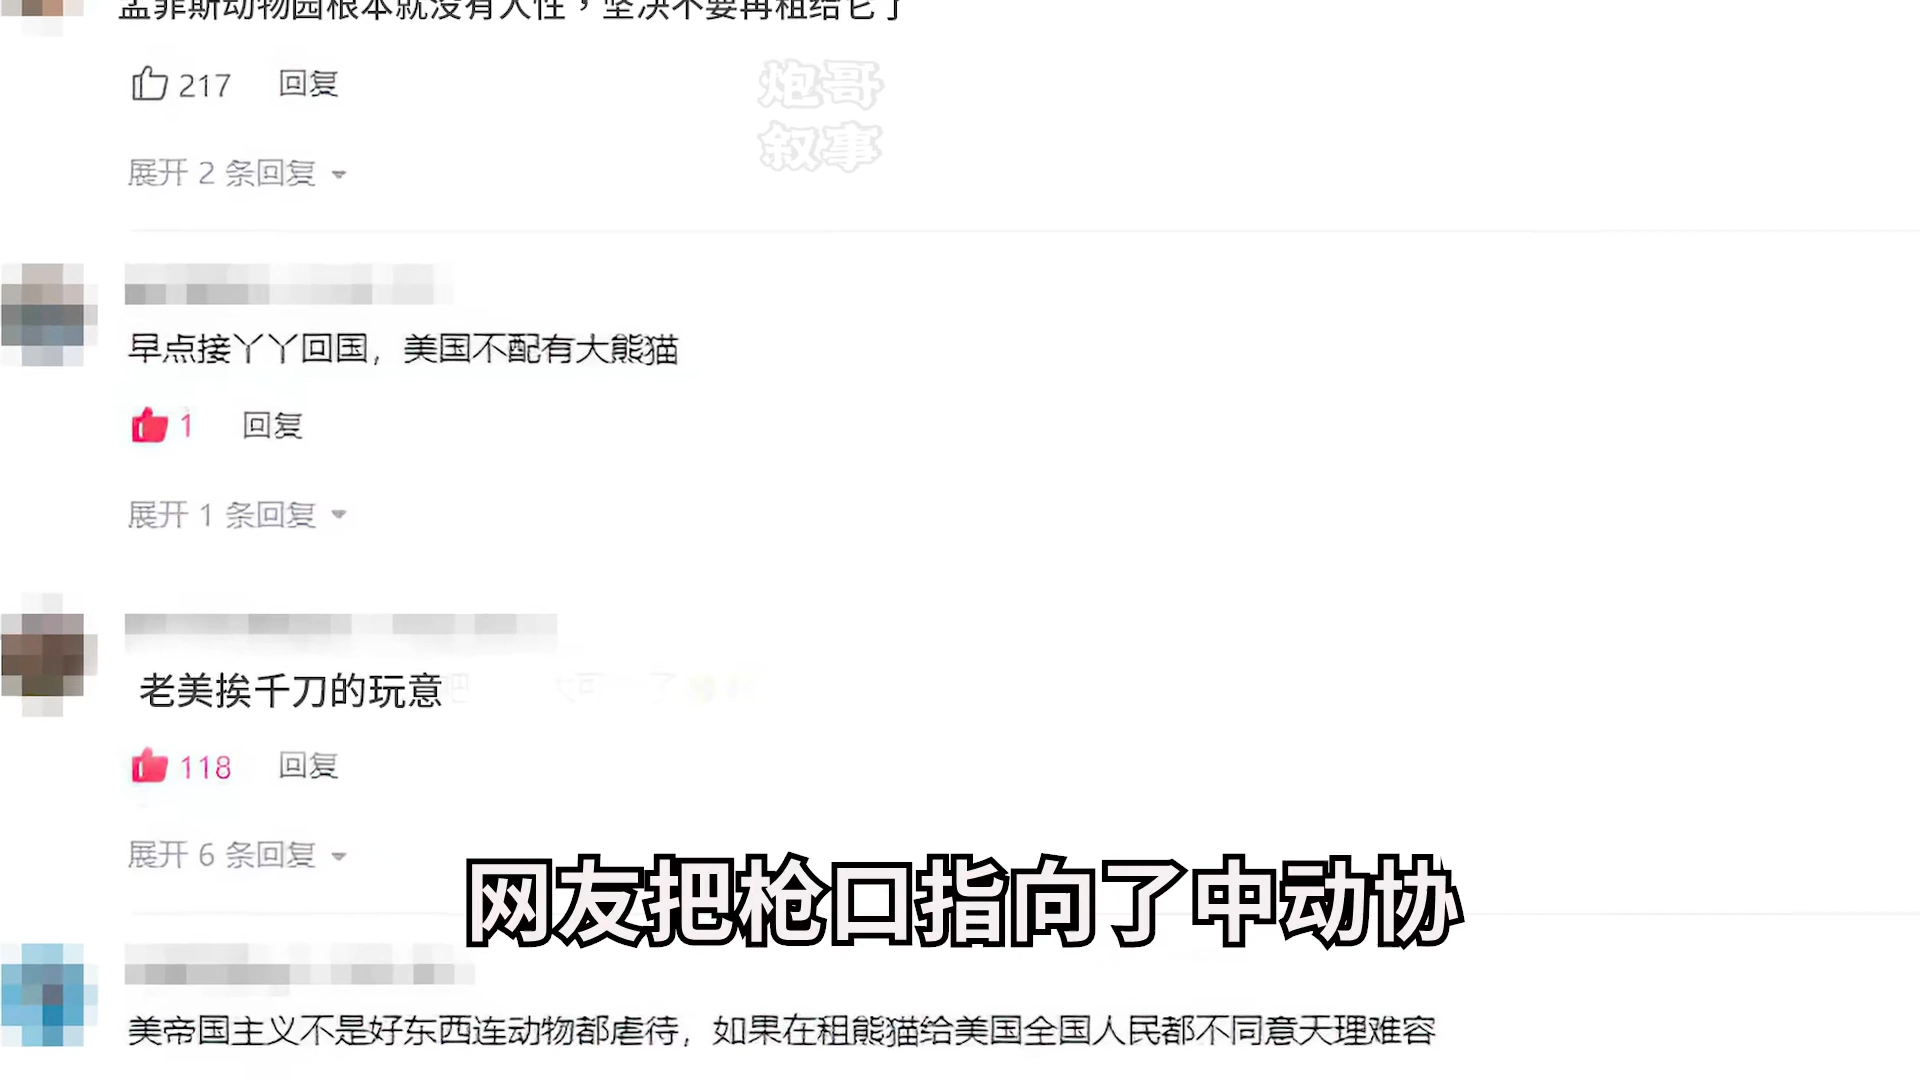 孟菲斯动物园根本就没有人性，坚决不要再租给它了
217 回复
炮哥
叙事
展开 2 条回复
早点接丫丫回国，美国不配有大熊猫
1 回复
展开 1 条回复
老美挨千刀的玩意
118 回复
展开 6 条回复
网友把枪口指向了中动协
美帝国主义不是好东西连动物都虐待，如果在租熊猫给美国全国人民都不同意天理难容